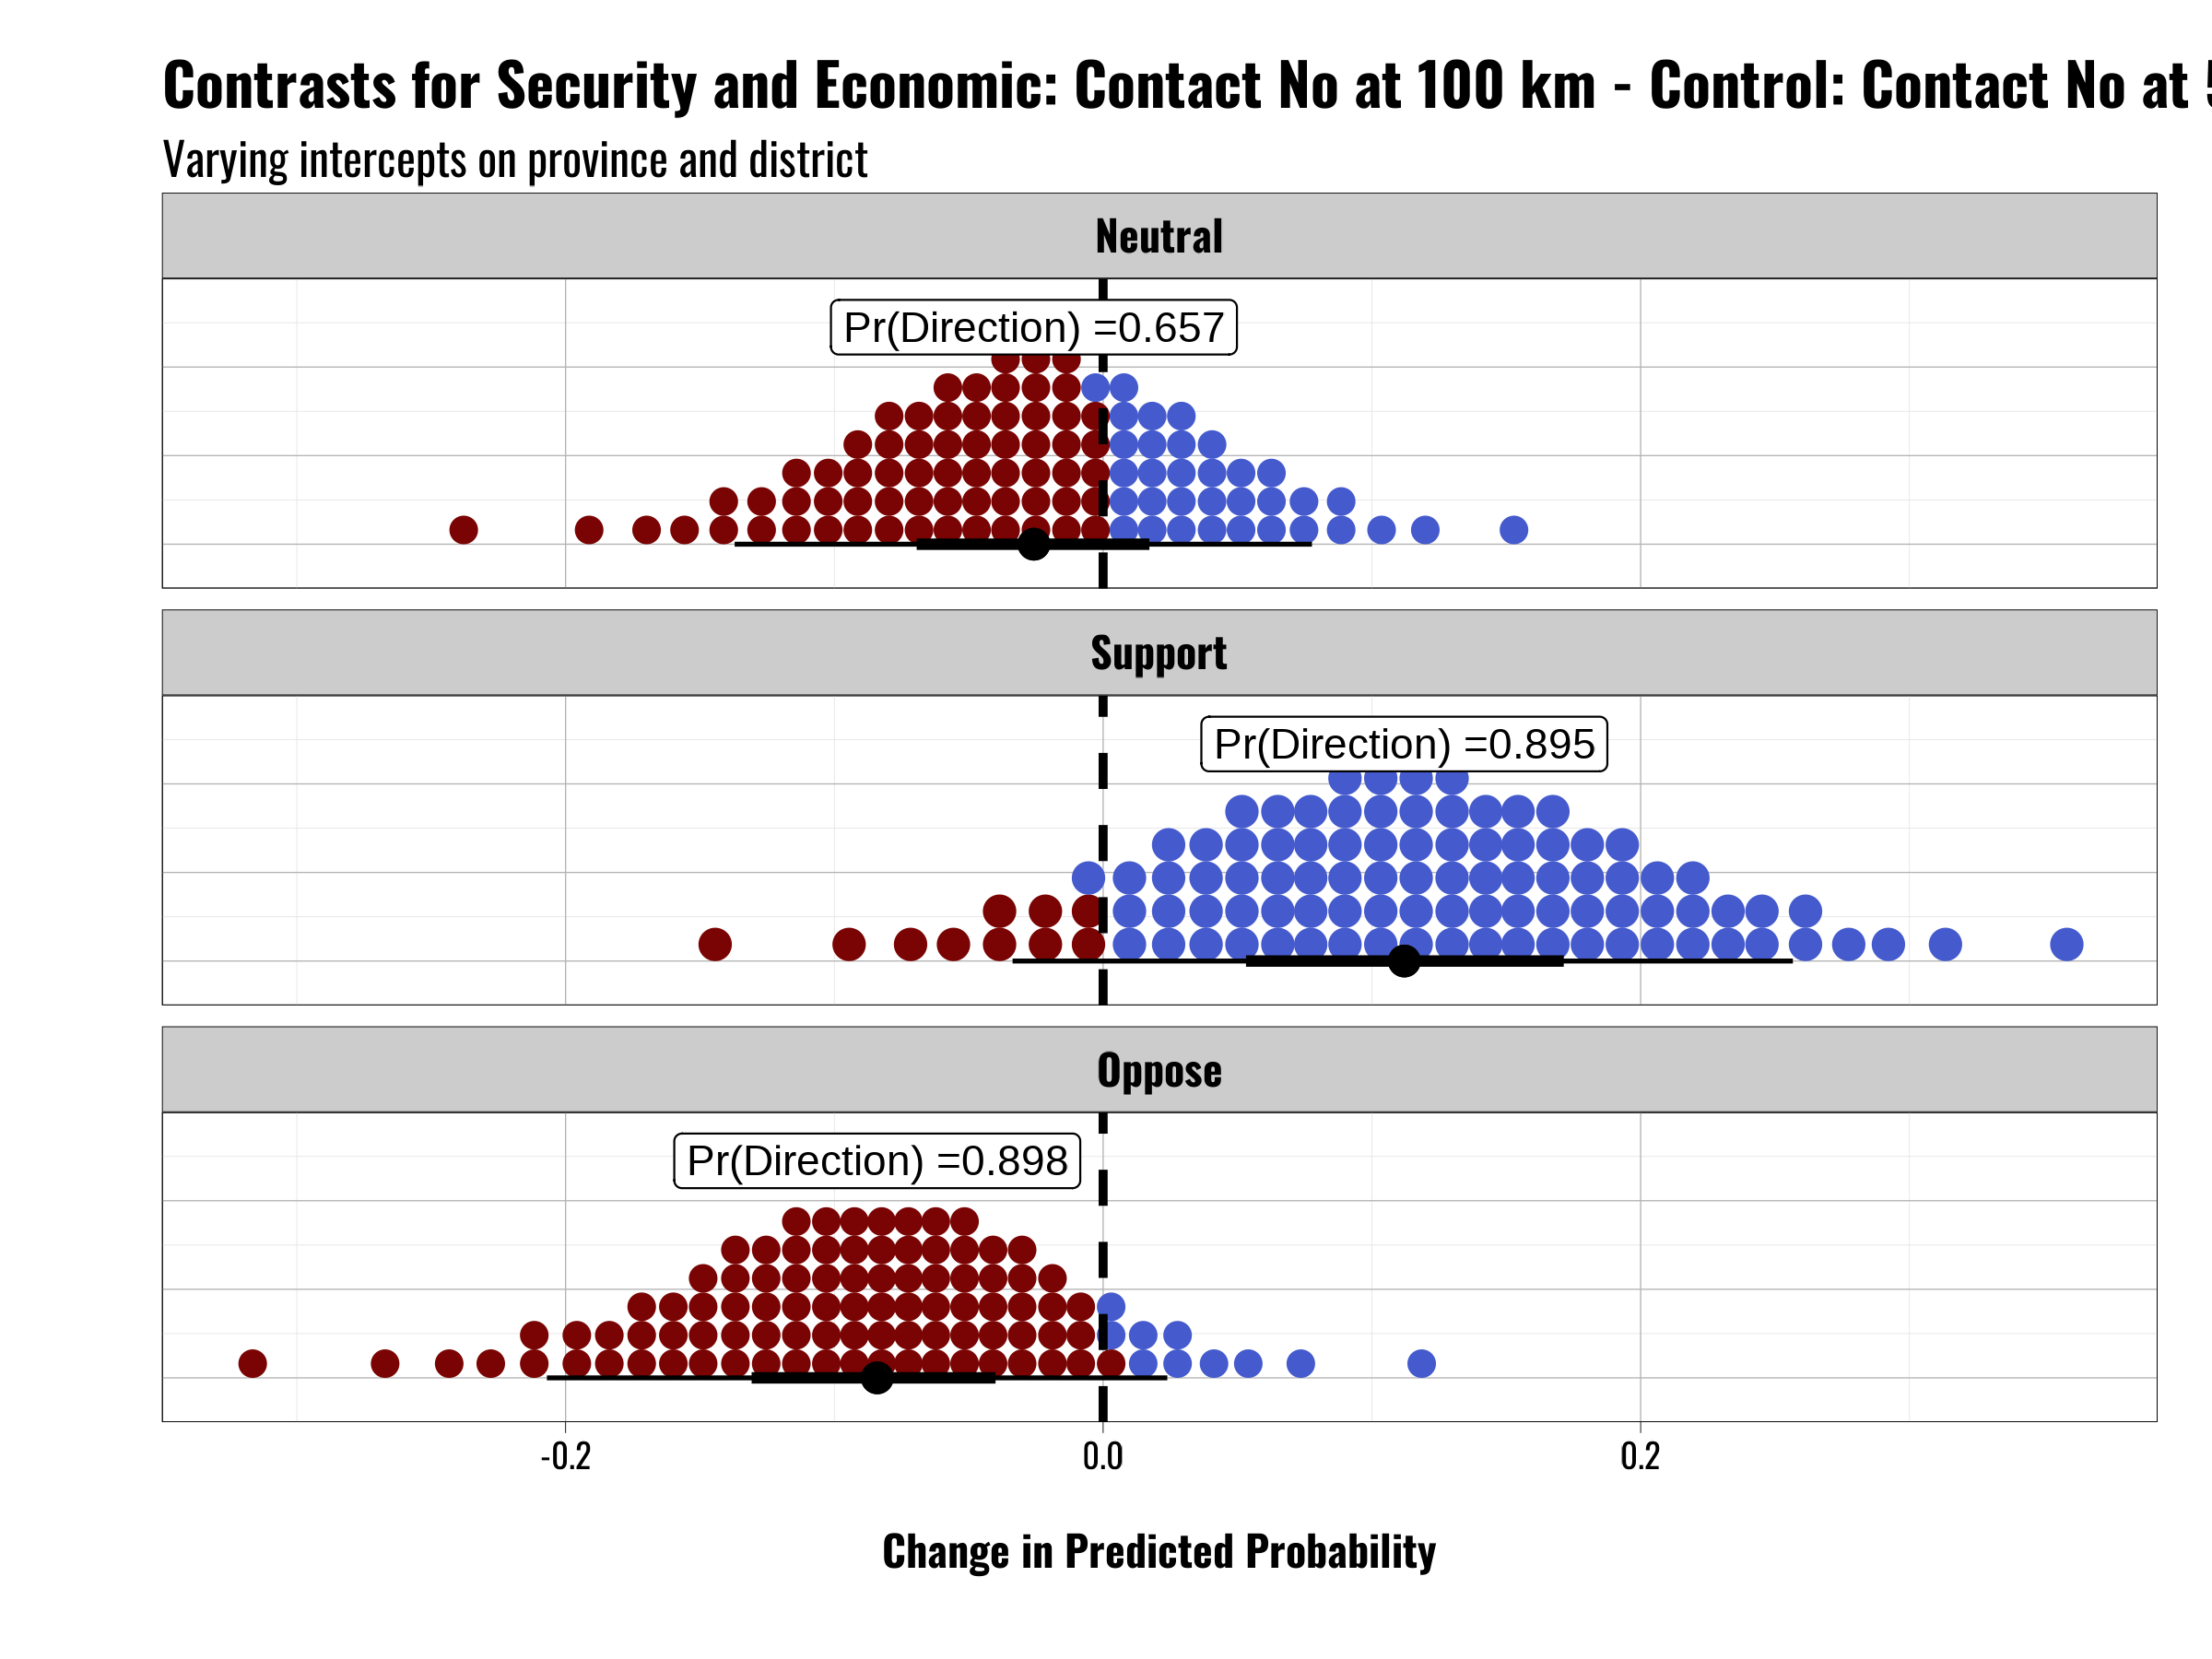 Contrasts for Security and Economic: Contact No at 100 km - Control: Contact No at
Varying intercepts on province and district
Neutral
Pr(Direction) =0.657
Support
Pr(Direction) =0.895
Oppose
Pr(Direction) =0.898
-0.2 0.0 0.2
Change in Predicted Probability